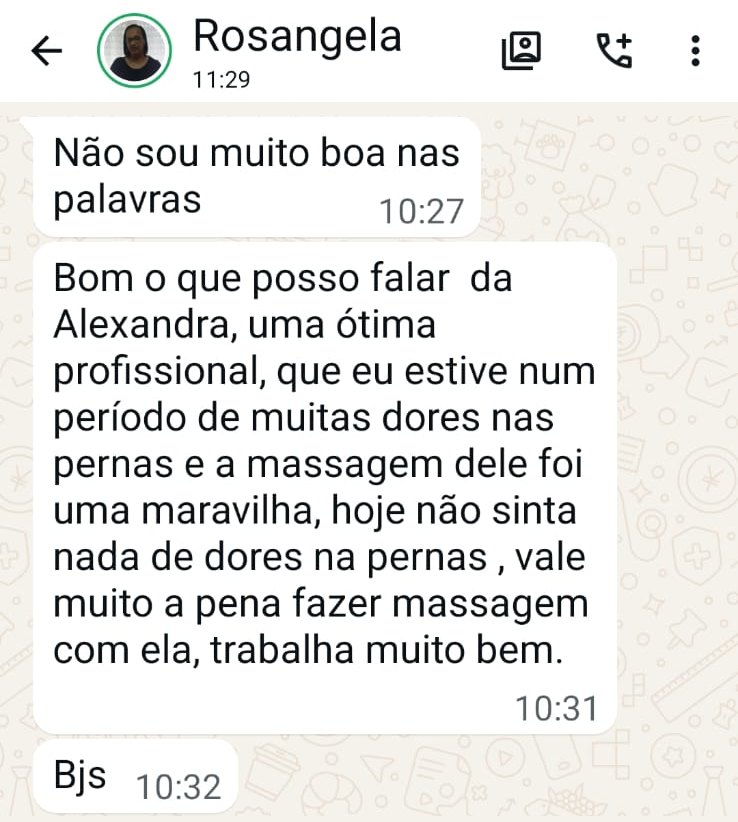 Rosangela
11:29
Não sou muito boa nas
palavras
10:27
Bom o que posso falar da
Alexandra, uma ótima
profissional, que eu estive num
período de muitas dores nas
pernas e a massagem dele foi
uma maravilha, hoje não sinta
nada de dores na pernas , vale
muito a pena fazer massagem
com ela, trabalha muito bem.
10:31
Bjs 10:32